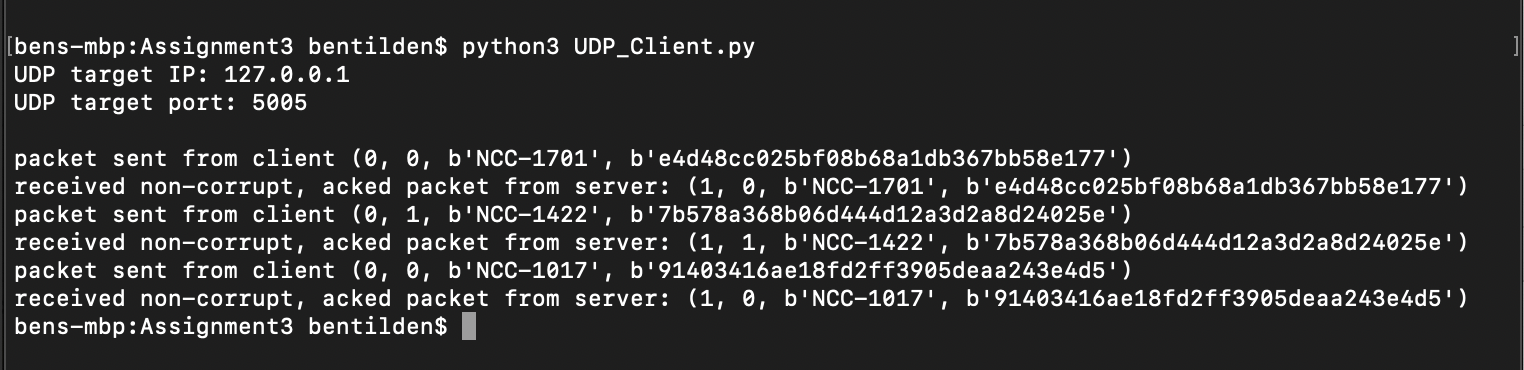 [bens-mbp:Assignment3 bentilden$ python3 UDP_Client.py ]
UDP target IP: 127.0.0.1
UDP target port: 5005
packet sent from client (0, 0, b'NCC-1701', b'e4d48cc025bf08b68a1db367bb58e177')
received non-corrupt, acked packet from server: (1, 0, b'NCC-1701', b'e4d48cc025bf08b68a1db367bb58e177')
packet sent from client (0, 1, b'NCC-1422', b'7b578a368b06d444d12a3d2a8d24025e')
received non-corrupt, acked packet from server: (1, 1, b'NCC-1422', b'7b578a368b06d444d12a3d2a8d24025e')
packet sent from client (0, 0, b'NCC-1017', b'91403416ae18fd2ff3905deaa243e4d5')
received non-corrupt, acked packet from server: (1, 0, b'NCC-1017', b'91403416ae18fd2ff3905deaa243e4d5')
bens-mbp:Assignment3 bentilden$